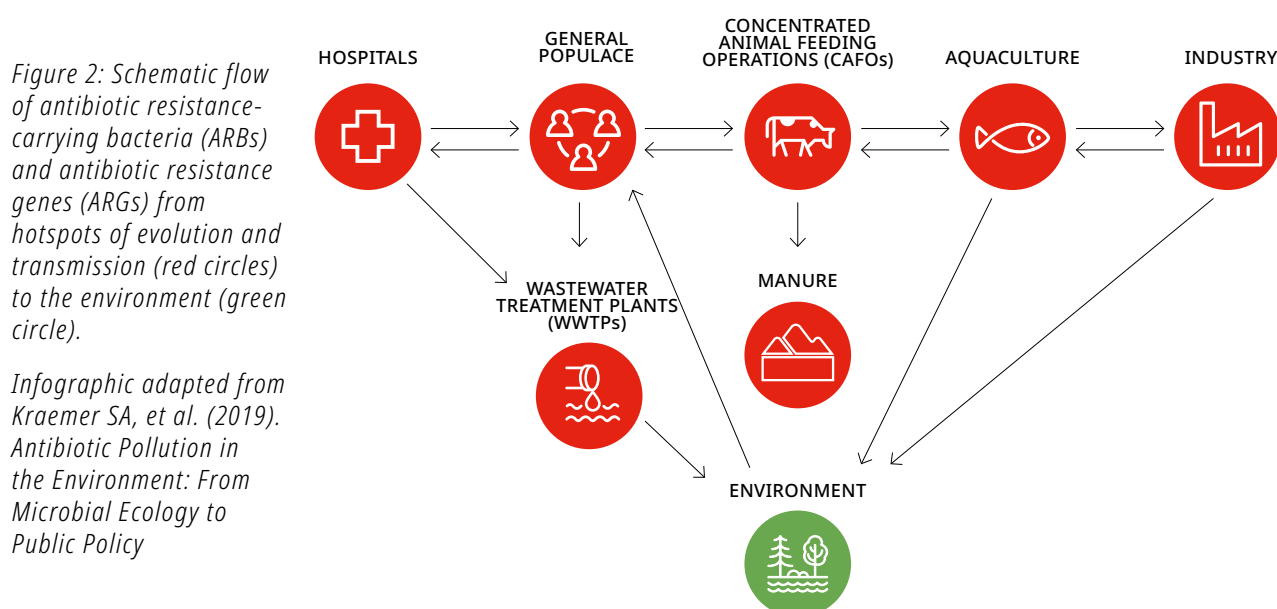 Figure 2: Schematic flow
of antibiotic resistance-
carrying bacteria (ARBs)
and antibiotic resistance
genes (ARGs) from
hotspots of evolution and
transmission (red circles)
to the environment (green
circle).
Infographic adapted from
Kraemer SA, et al. (2019).
Antibiotic Pollution in
the Environment: From
Microbial Ecology to
Public Policy
HOSPITALS
GENERAL
POPULACE
CONCENTRATED
ANIMAL FEEDING
OPERATIONS (CAFOs)
AQUACULTURE
INDUSTRY
WASTEWATER
TREATMENT PLANTS
(WWTPs)
MANURE
ENVIRONMENT